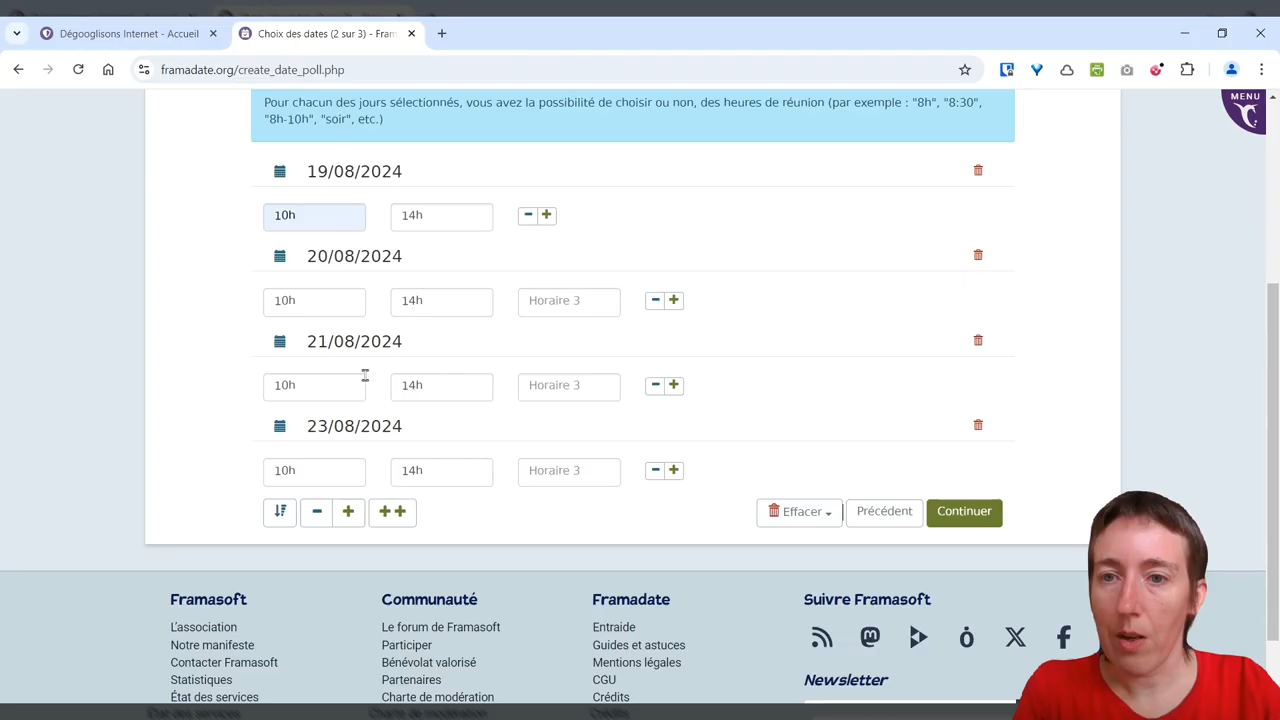 Dégooglisons Internet - Accueil
Choix des dates (2 sur 3) - Fram
framadate.org/create_date_poll.php
MENU
Pour chacun des jours sélectionnés, vous avez la possibilité de choisir ou non, des heures de réunion (par exemple : "8h", "8:30",
"8h-10h", "soir", etc.)
19/08/2024
10h 14h
20/08/2024
10h 14h Horaire 3
21/08/2024
10h 14h Horaire 3
23/08/2024
10h 14h Horaire 3
Effacer Précédent Continuer
Framasoft
L'association
Notre manifeste
Contacter Framasoft
Statistiques
État des services
Communauté
Le forum de Framasoft
Participer
Bénévolat valorisé
Partenaires
Charte de modération
Framadate
Entraide
Guides et astuces
Mentions légales
CGU
Crédits
Suivre Framasoft
Newsletter